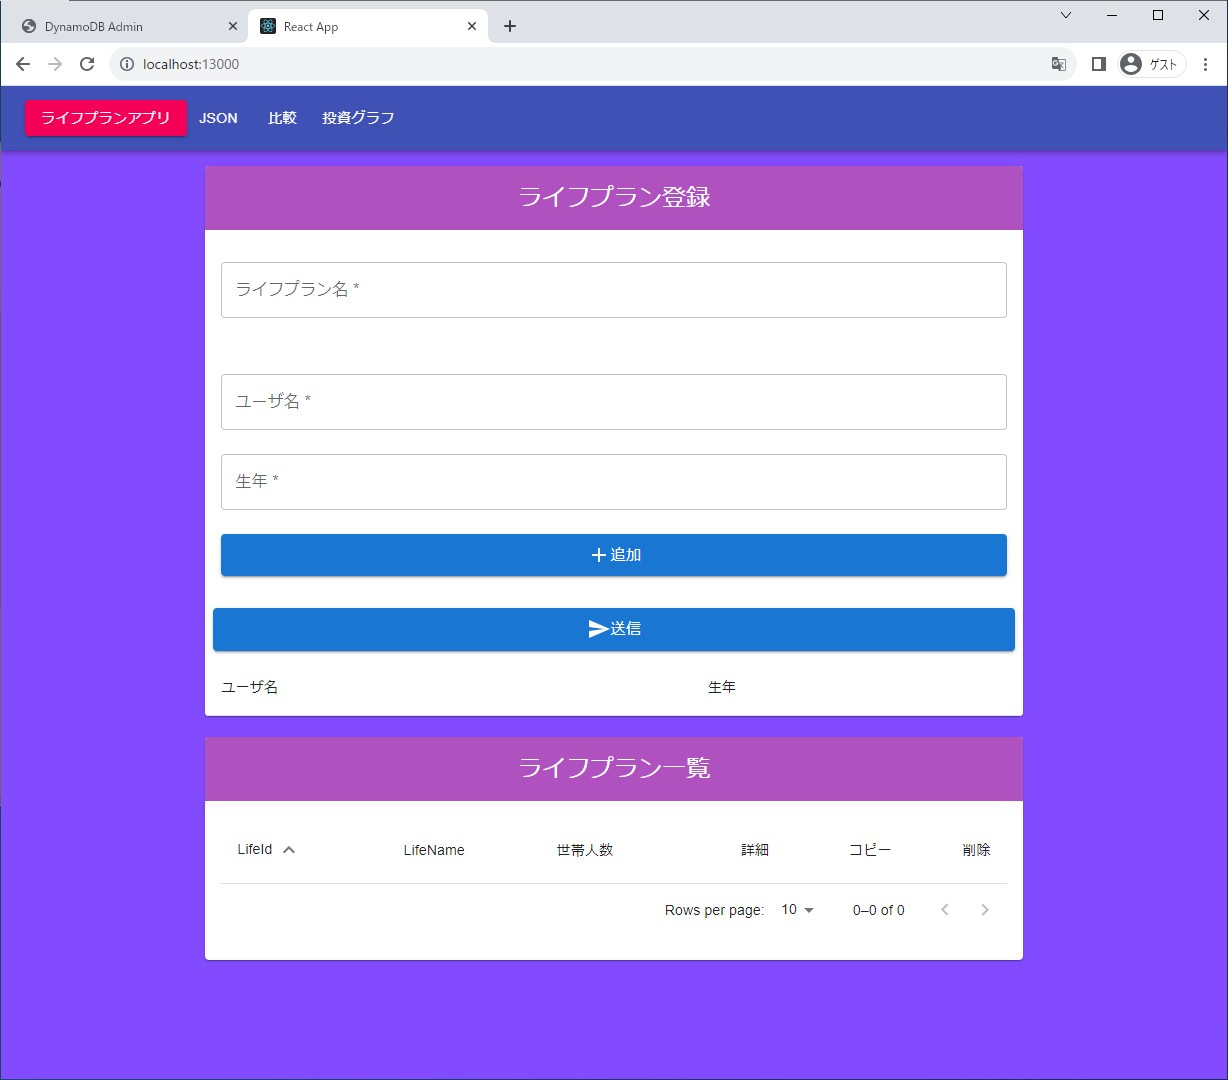 DynamoDB Admin
React App
localhost:13000
ゲスト
ライフプランアプリ
JSON
比較
投資グラフ
ライフプラン登録
ライフプラン名 *
ユーザ名 *
生年 *
追加
送信
ユーザ名 生年
ライフプラン一覧
LifeId LifeName 世帯人数 詳細 コピー 削除
Rows per page: 10 0–0 of 0